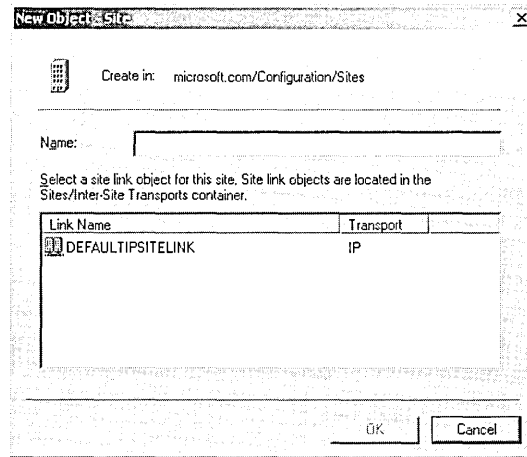 New Object - Site
Create in: microsoft.com/Configuration/Sites
Name:
Select a site link object for this site. Site link objects are located in the
Sites/Inter-Site Transports container.
Link Name Transport
DEFAULTIPSITELINK IP
OK Cancel